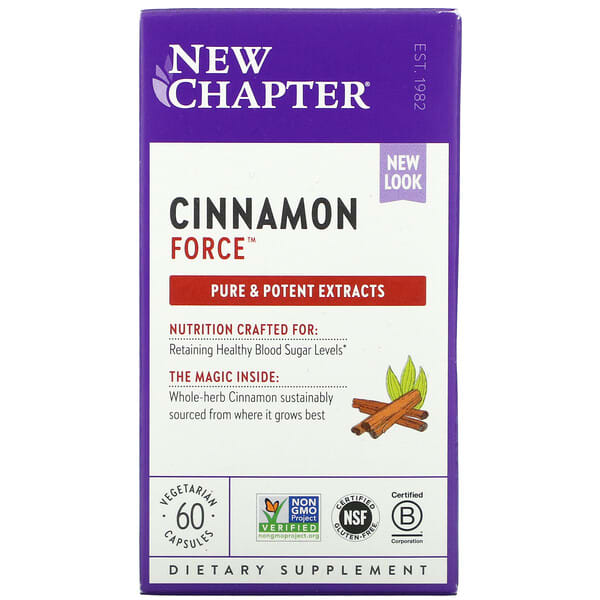 NEW
CHAPTER®
EST. 1982
NEW
LOOK
CINNAMON
FORCE™
PURE & POTENT EXTRACTS
NUTRITION CRAFTED FOR:
Retaining Healthy Blood Sugar Levels*
THE MAGIC INSIDE:
Whole-herb Cinnamon sustainably
sourced from where it grows best
VEGETARIAN
60
CAPSULES
NON
GMO
Project
VERIFIED
nongmoproject.org
CERTIFIED
NSF
GLUTEN-FREE
Certified
B
Corporation
DIETARY SUPPLEMENT